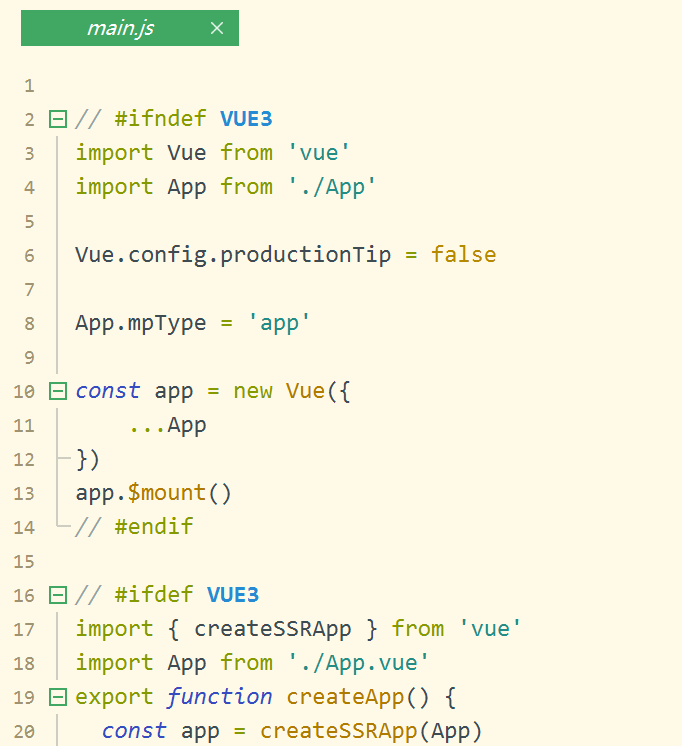 main.js ×
1
2 // #ifndef VUE3
3 import Vue from 'vue'
4 import App from './App'
5
6 Vue.config.productionTip = false
7
8 App.mpType = 'app'
9
10 const app = new Vue({
11     ...App
12 })
13 app.$mount()
14 // #endif
15
16 // #ifdef VUE3
17 import { createSSRApp } from 'vue'
18 import App from './App.vue'
19 export function createApp() {
20   const app = createSSRApp(App)